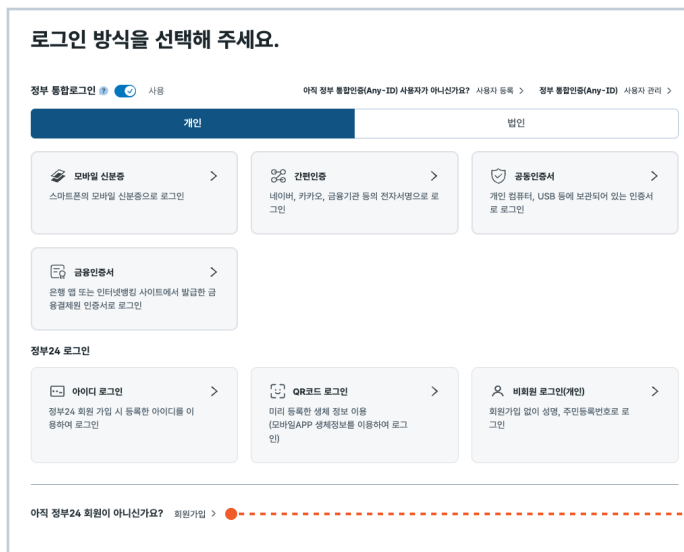 로그인 방식을 선택해 주세요.
정부 통합로그인 ? 사용
아직 정부 통합인증(Any-ID) 사용자가 아니신가요? 사용자 등록 >
정부 통합인증(Any-ID) 사용자 관리 >
개인
법인
모바일 신분증 >
스마트폰의 모바일 신분증으로 로그인
간편인증 >
네이버, 카카오, 금융기관 등의 전자서명으로 로
그인
공동인증서 >
개인 컴퓨터, USB 등에 보관되어 있는 인증서
로 로그인
금융인증서 >
은행 앱 또는 인터넷뱅킹 사이트에서 발급한 금
융결제원 인증서로 로그인
정부24 로그인
아이디 로그인 >
정부24 회원 가입 시 등록한 아이디를 이
용하여 로그인
QR코드 로그인 >
미리 등록한 생체 정보 이용
(모바일APP 생체정보를 이용하여 로그
인)
비회원 로그인(개인) >
회원가입 없이 성명, 주민등록번호로 로
그인
아직 정부24 회원이 아니신가요? 회원가입 >